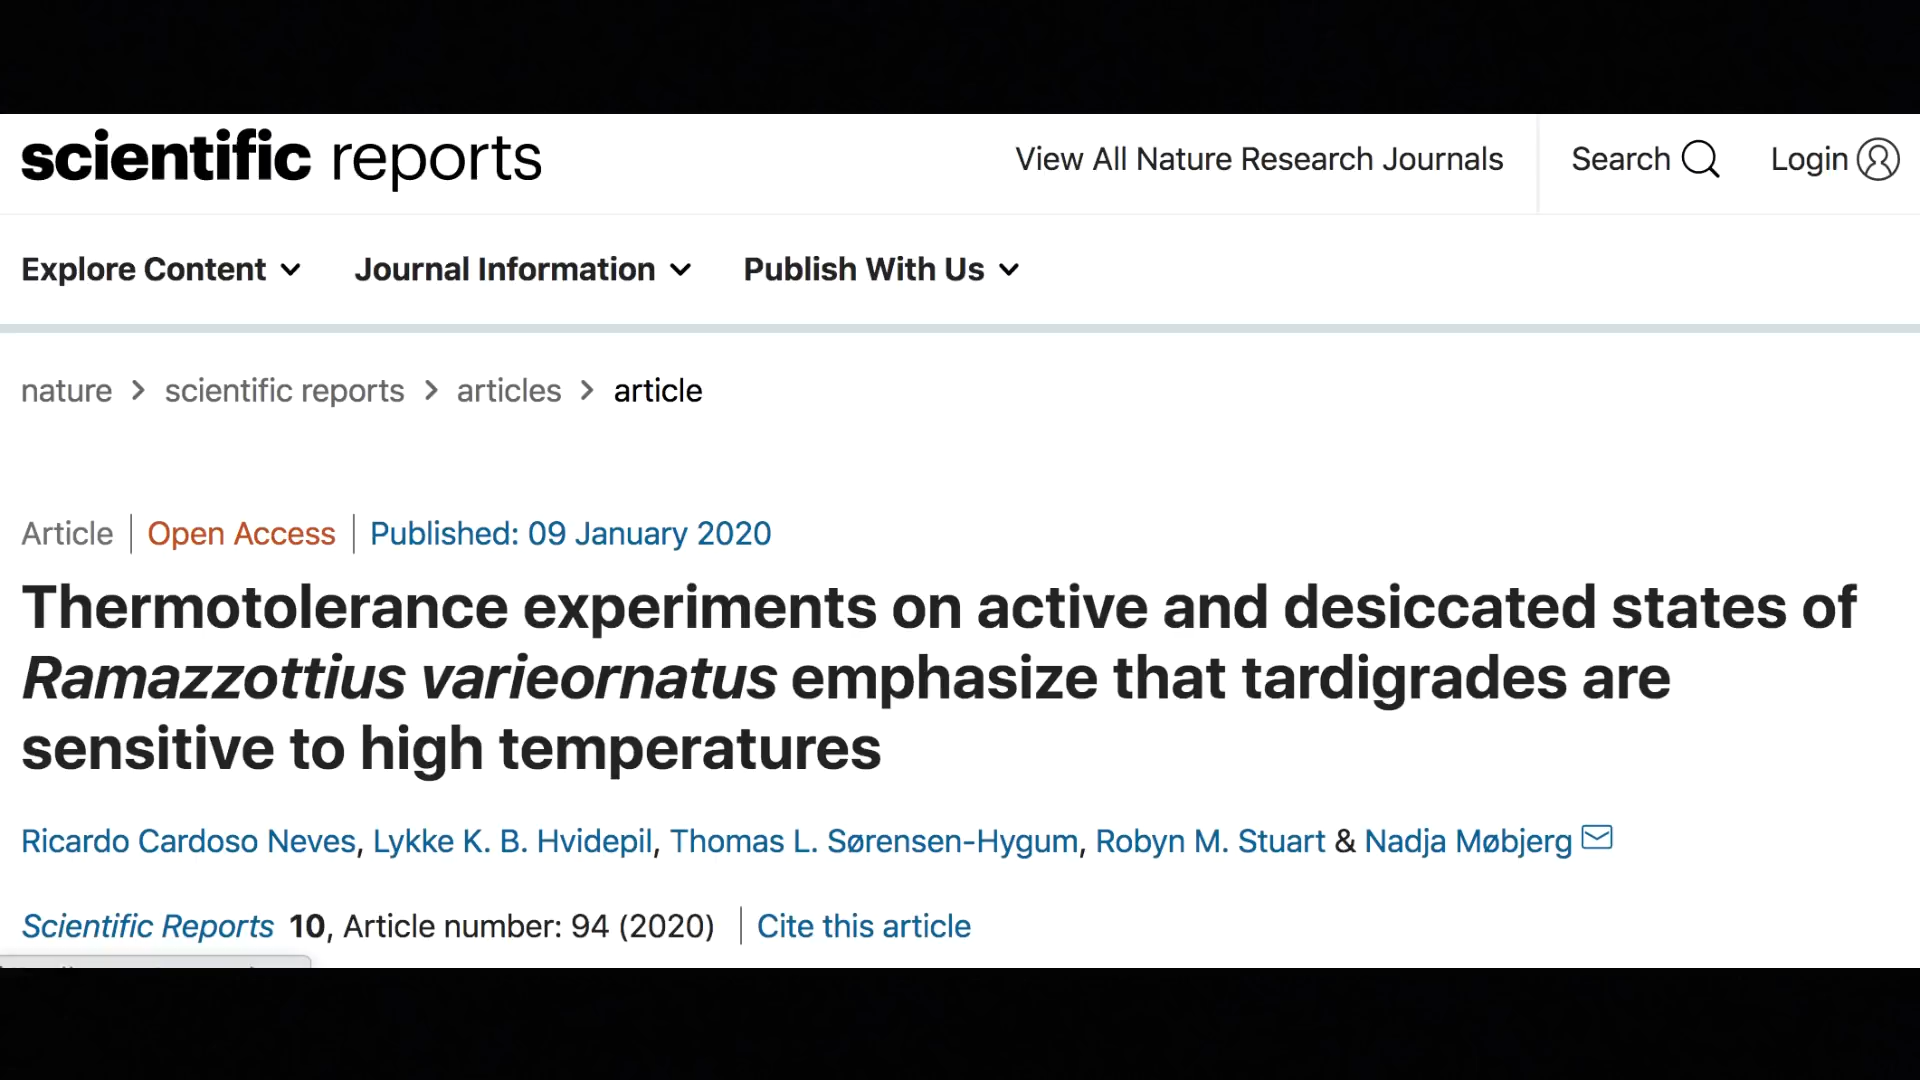 scientific reports
View All Nature Research Journals
Search
Login
Explore Content
Journal Information
Publish With Us
nature > scientific reports > articles > article
Article | Open Access | Published: 09 January 2020
Thermotolerance experiments on active and desiccated states of
Ramazzottius varieornatus emphasize that tardigrades are
sensitive to high temperatures
Ricardo Cardoso Neves, Lykke K. B. Hvidepil, Thomas L. Sørensen-Hygum, Robyn M. Stuart & Nadja Møbjerg
Scientific Reports 10, Article number: 94 (2020) | Cite this article